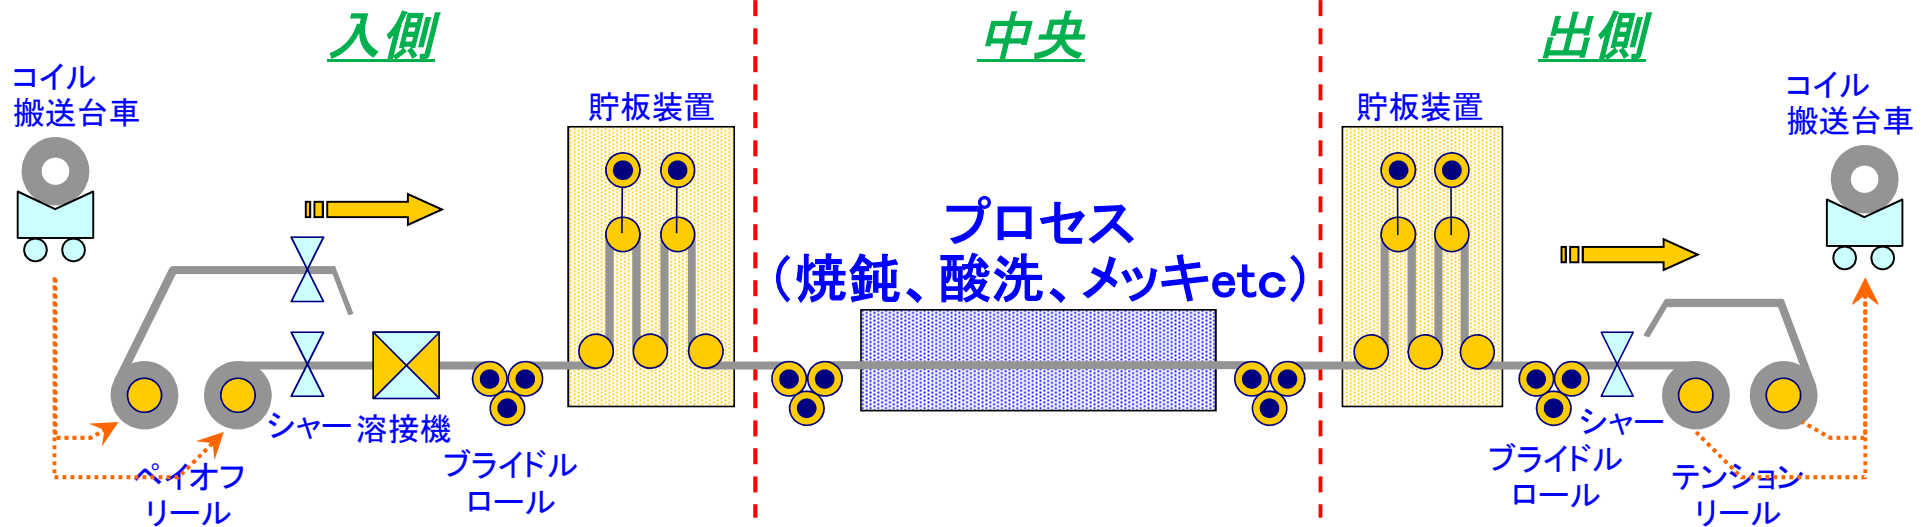 入側
中央
出側
コイル
搬送台車
貯板装置
貯板装置
コイル
搬送台車
プロセス
（焼鈍、酸洗、メッキetc）
シャー
溶接機
ペイオフ
リール
ブライドル
ロール
シャー
ブライドル
ロール
テンション
リール